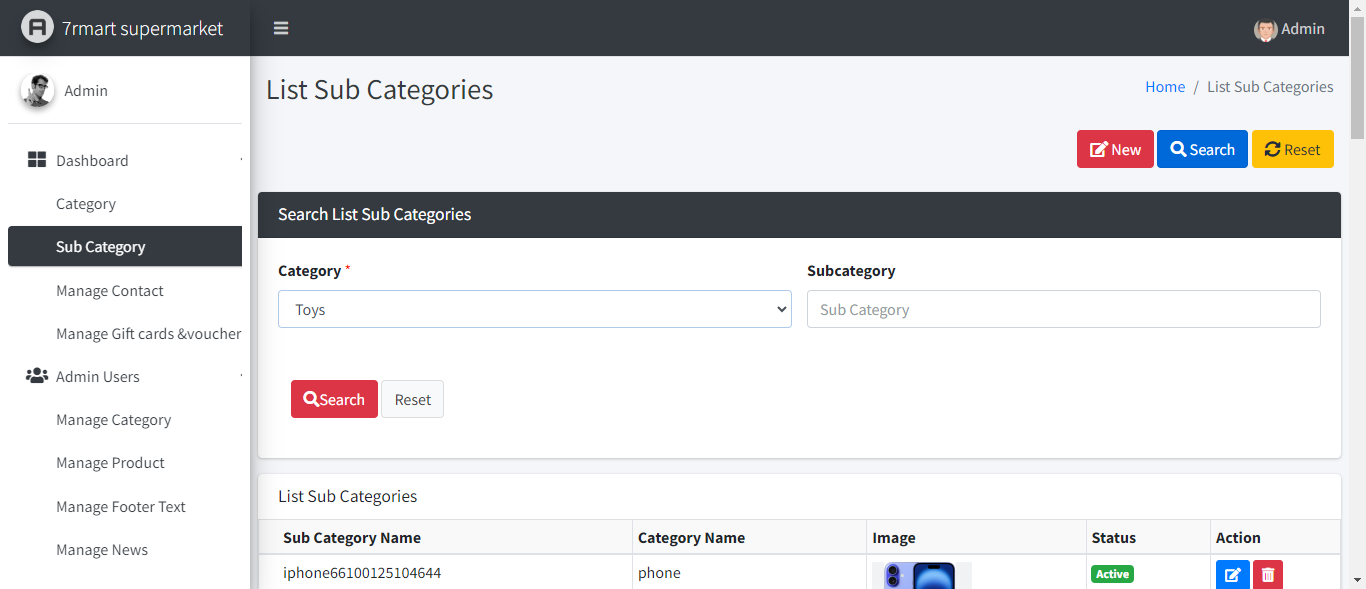 7rmart supermarket
Admin
Admin
List Sub Categories
Home / List Sub Categories
New
Search
Reset
Dashboard
Category
Sub Category
Manage Contact
Manage Gift cards &voucher
Admin Users
Manage Category
Manage Product
Manage Footer Text
Manage News
Search List Sub Categories
Category *
Subcategory
Toys
Sub Category
Search
Reset
List Sub Categories
Sub Category Name Category Name Image Status Action
iphone66100125104644 phone Active